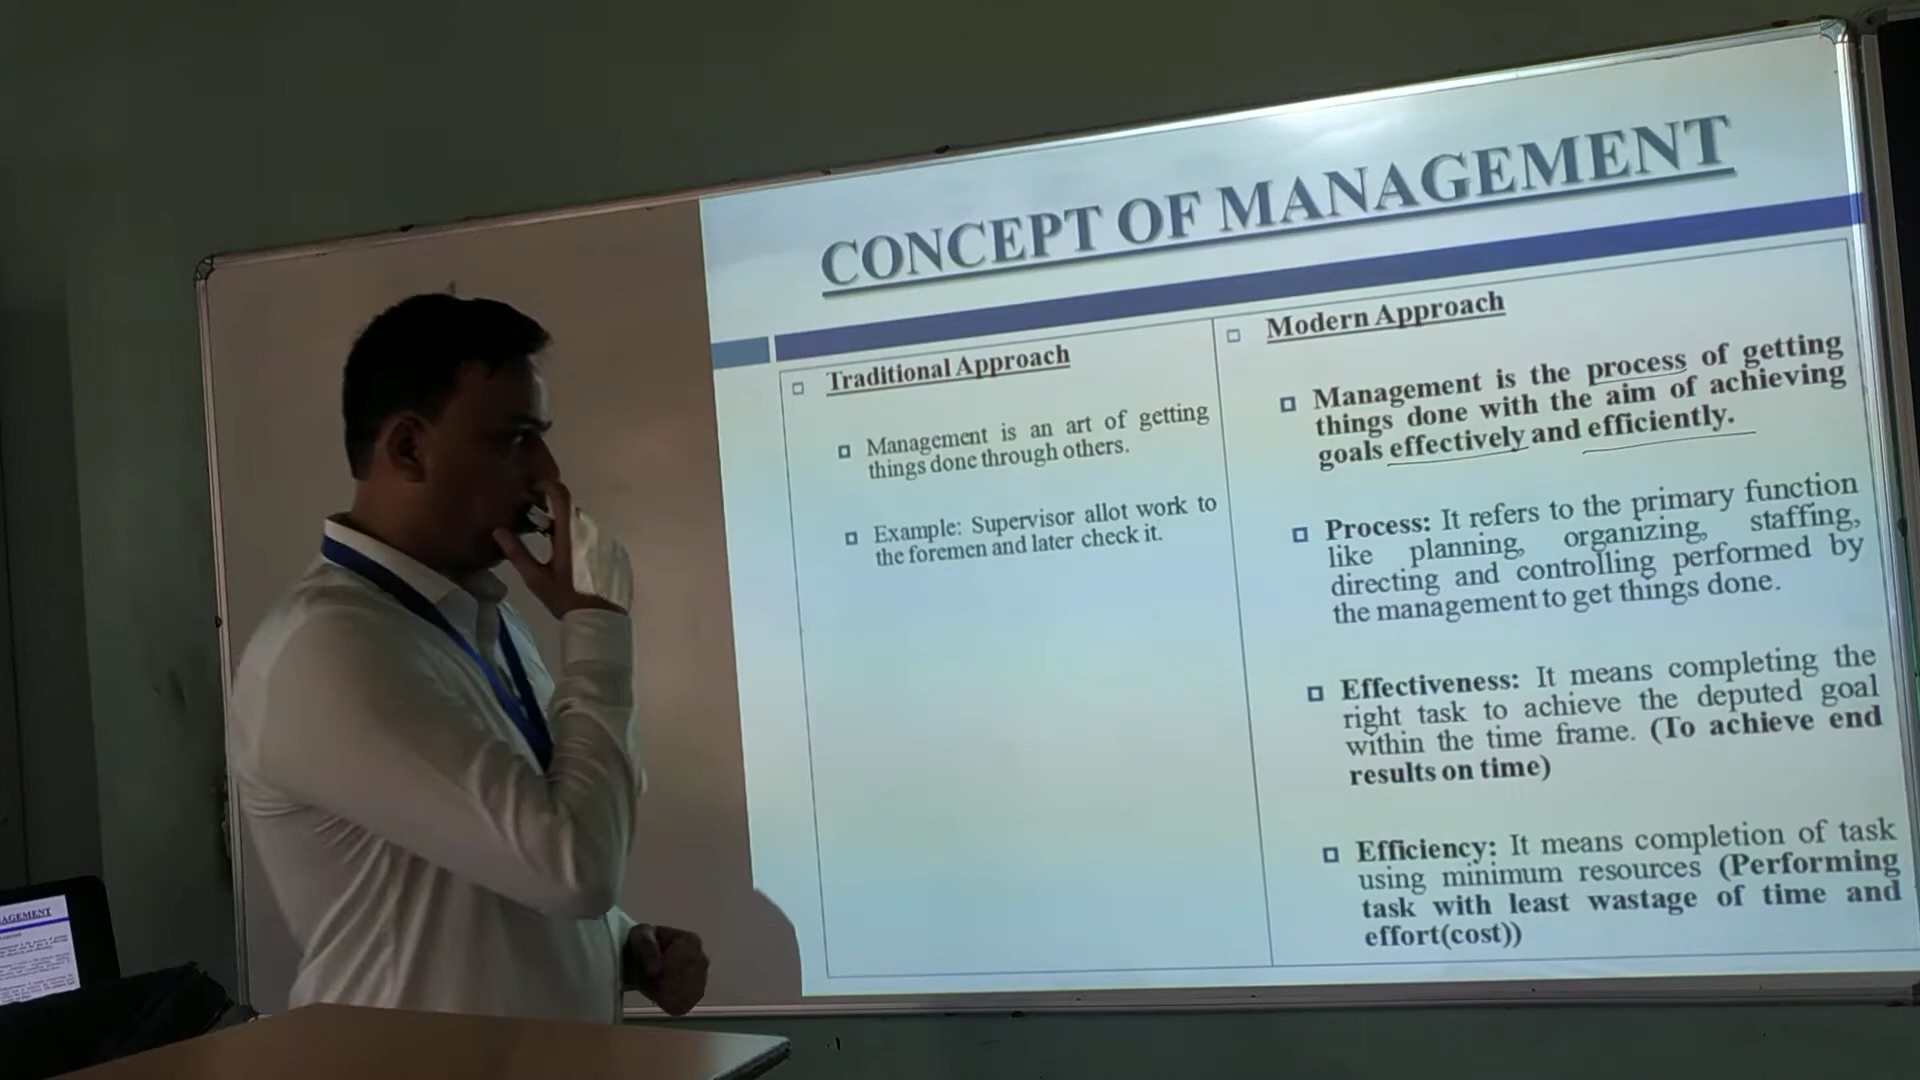 CONCEPT OF MANAGEMENT
Traditional Approach
Management is an art of getting
things done through others.
Example: Supervisor allot work to
the foremen and later check it.
Modern Approach
Management is the process of getting
things done with the aim of achieving
goals effectively and efficiently.
Process: It refers to the primary function
like planning, organizing, staffing,
directing and controlling performed by
the management to get things done.
Effectiveness: It means completing the
right task to achieve the deputed goal
within the time frame. (To achieve end
results on time)
Efficiency: It means completion of task
using minimum resources (Performing
task with least wastage of time and
effort(cost))
AGEMENT